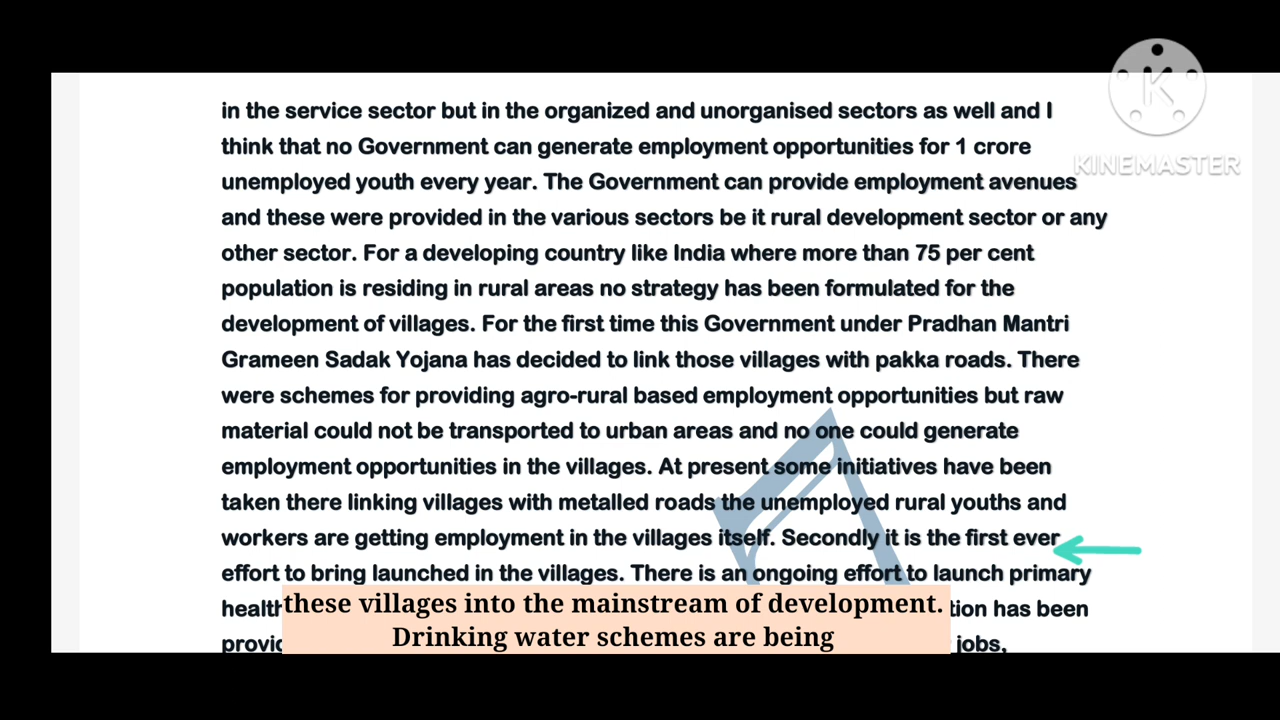 KINEMASTER
in the service sector but in the organized and unorganised sectors as well and I
think that no Government can generate employment opportunities for 1 crore
unemployed youth every year. The Government can provide employment avenues
and these were provided in the various sectors be it rural development sector or any
other sector. For a developing country like India where more than 75 per cent
population is residing in rural areas no strategy has been formulated for the
development of villages. For the first time this Government under Pradhan Mantri
Grameen Sadak Yojana has decided to link those villages with pakka roads. There
were schemes for providing agro-rural based employment opportunities but raw
material could not be transported to urban areas and no one could generate
employment opportunities in the villages. At present some initiatives have been
taken there linking villages with metalled roads the unemployed rural youths and
workers are getting employment in the villages itself. Secondly it is the first ever
effort to bring launched in the villages. There is an ongoing effort to launch primary
has been
these villages into the mainstream of development.
Drinking water schemes are being
jobs,